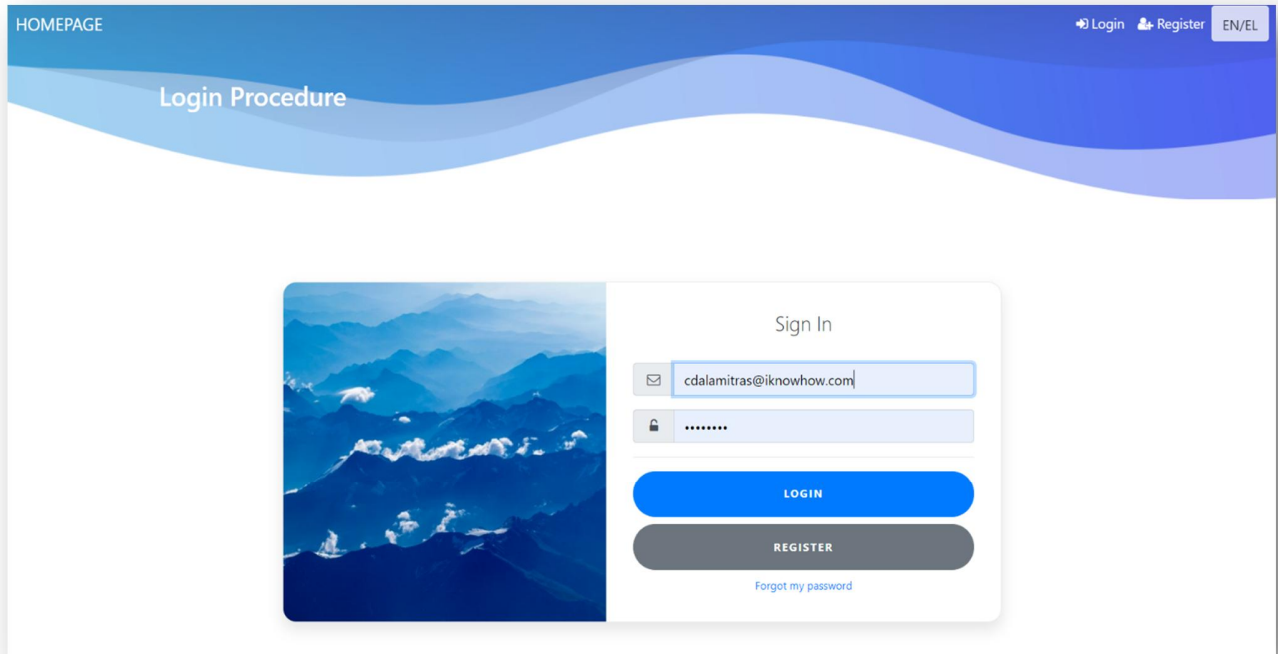 HOMEPAGE
Login Register EN/EL
Login Procedure
Sign In
cdalamitras@iknowhow.com
••••••••
LOGIN
REGISTER
Forgot my password